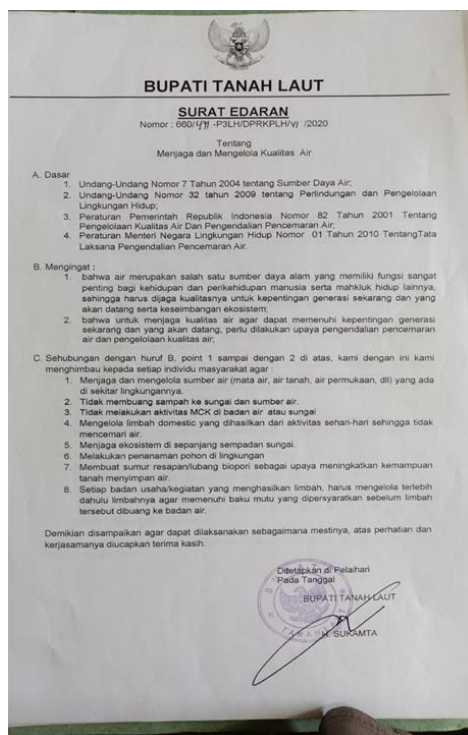 BUPATI TANAH LAUT
SURAT EDARAN
Nomor : 660/ -P3LH/DPRKPLH/VI /2020
Tentang
Menjaga dan Mengelola Kualitas Air
A. Dasar
1. Undang-Undang Nomor 7 Tahun 2004 tentang Sumber Daya Air;
2. Undang-Undang Nomor 32 tahun 2009 tentang Perlindungan dan Pengelolaan
Lingkungan Hidup;
3. Peraturan Pemerintah Republik Indonesia Nomor 82 Tahun 2001 Tentang
Pengelolaan Kualitas Air Dan Pengendalian Pencemaran Air;
4. Peraturan Menteri Negara Lingkungan Hidup Nomor 01 Tahun 2010 TentangTata
Laksana Pengendalian Pencemaran Air.
B. Mengingat :
1. bahwa air merupakan salah satu sumber daya alam yang memiliki fungsi sangat
penting bagi kehidupan dan perikehidupan manusia serta mahkluk hidup lainnya,
sehingga harus dijaga kualitasnya untuk kepentingan generasi sekarang dan yang
akan datang serta keseimbangan ekosistem;
2. bahwa untuk menjaga kualitas air agar dapat memenuhi kepentingan generasi
sekarang dan yang akan datang, perlu dilakukan upaya pengendalian pencemaran
air dan pengelolaan kualitas air;
C. Sehubungan dengan huruf B, point 1 sampai dengan 2 di atas, kami dengan ini kami
menghimbau kepada setiap individu masyarakat agar :
1. Menjaga dan mengelola sumber air (mata air, air tanah, air permukaan, dll) yang ada
di sekitar lingkungannya.
2. Tidak membuang sampah ke sungai dan sumber air.
3. Tidak melakukan aktivitas MCK di badan air atau sungai
4. Mengelola limbah domestic yang dihasilkan dari aktivitas sehari-hari sehingga tidak
mencemari air.
5. Menjaga ekosistem di sepanjang sempadan sungai.
6. Melakukan penanaman pohon di lingkungan
7. Membuat sumur resapan/lubang biopori sebagai upaya meningkatkan kemampuan
tanah menyimpan air.
8. Setiap badan usaha/kegiatan yang menghasilkan limbah, harus mengelola terlebih
dahulu limbahnya agar memenuhi baku mutu yang dipersyaratkan sebelum limbah
tersebut dibuang ke badan air.
Demikian disampaikan agar dapat dilaksanakan sebagaimana mestinya, atas perhatian dan
kerjasamanya diucapkan terima kasih.
Ditetapkan di Pelaihari
Pada Tanggal
BUPATI TANAH LAUT
H. SUKAMTA